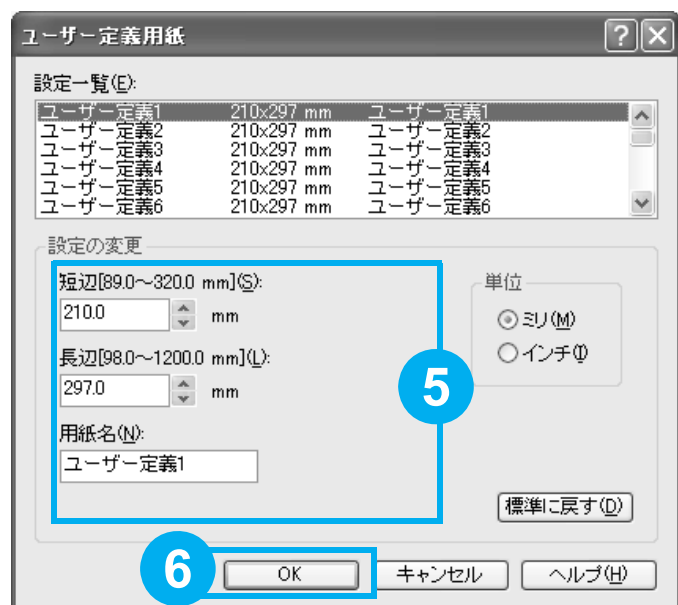 ユーザー定義用紙
設定一覧(E):
ユーザー定義1 210x297 mm ユーザー定義1
ユーザー定義2 210x297 mm ユーザー定義2
ユーザー定義3 210x297 mm ユーザー定義3
ユーザー定義4 210x297 mm ユーザー定義4
ユーザー定義5 210x297 mm ユーザー定義5
ユーザー定義6 210x297 mm ユーザー定義6
設定の変更
短辺[89.0～320.0 mm](S):
210.0 mm
長辺[98.0～1200.0 mm](L):
297.0 mm
用紙名(N):
ユーザー定義1
5
単位
ミリ(M)
インチ(I)
標準に戻す(D)
6
OK キャンセル ヘルプ(H)